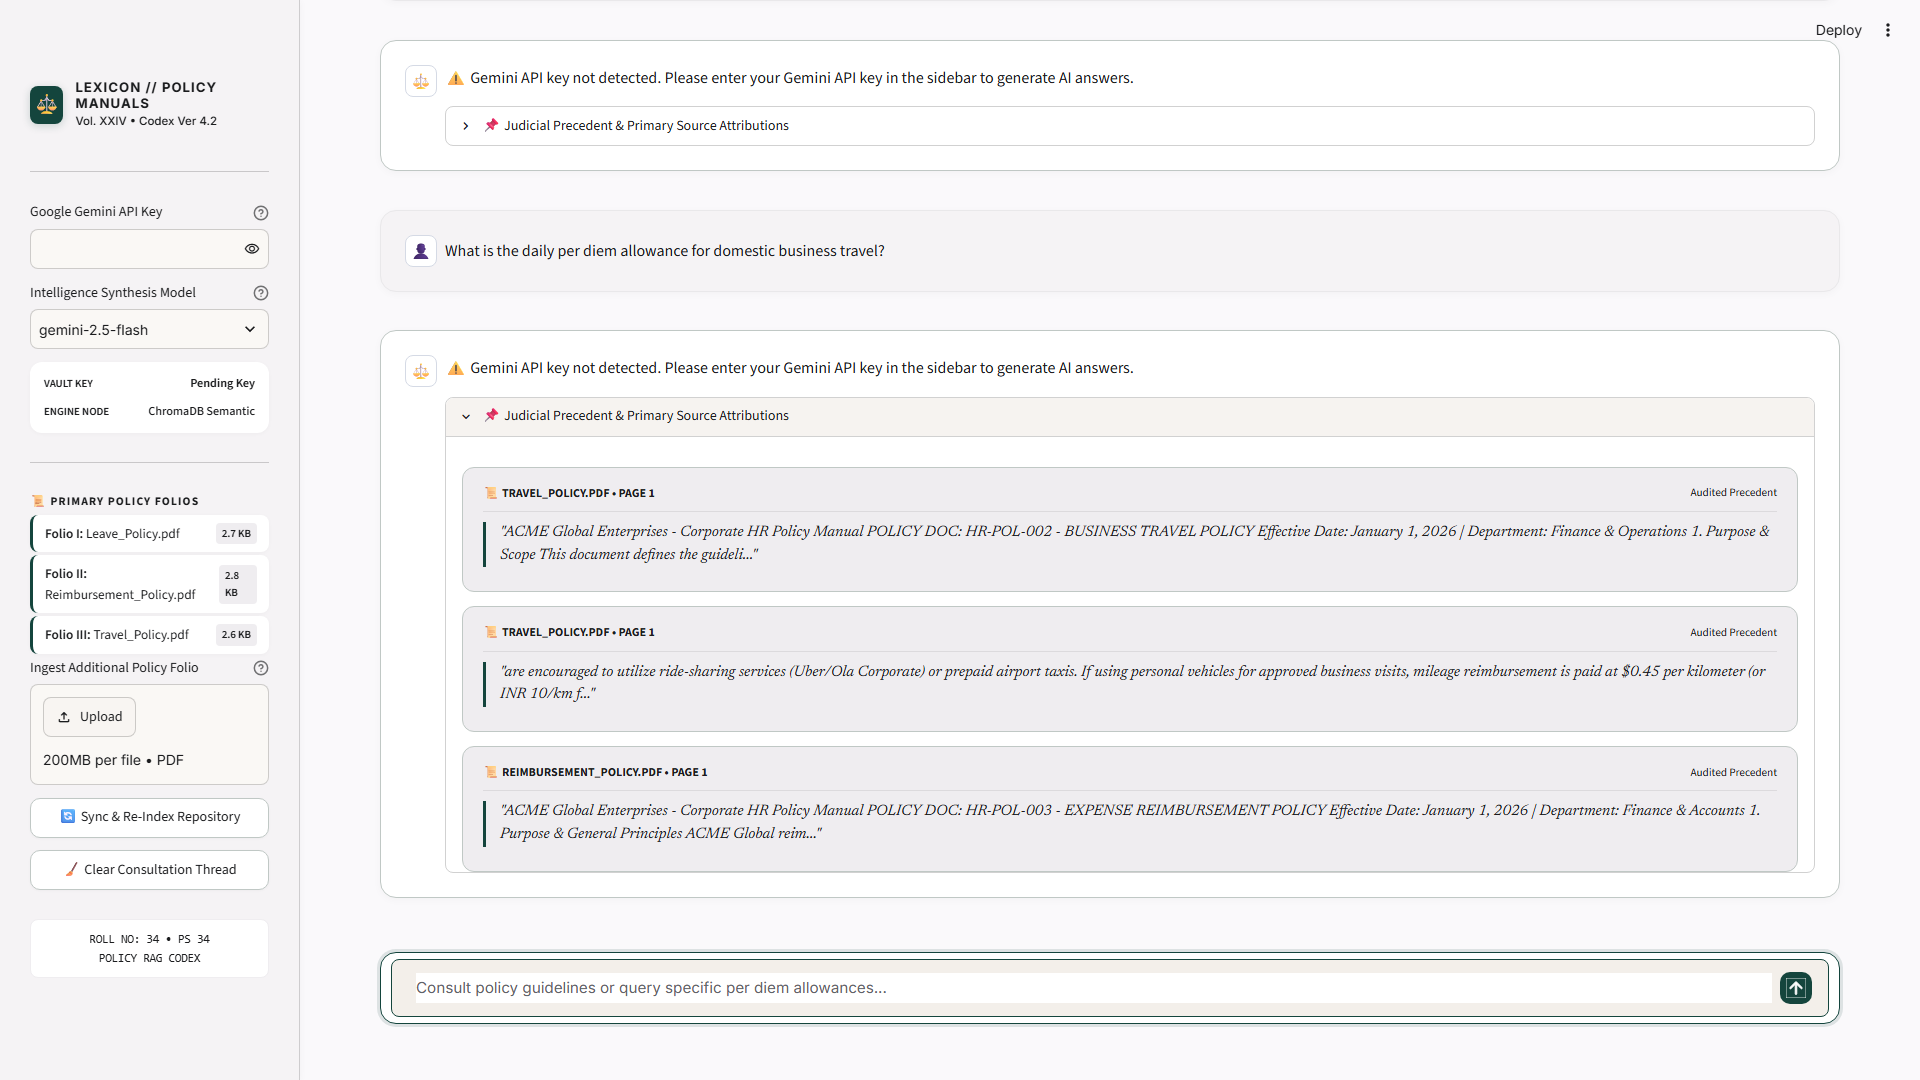 LEXICON // POLICY
MANUALS
Vol. XXIV • Codex Ver 4.2
Google Gemini API Key
Intelligence Synthesis Model
gemini-2.5-flash
VAULT KEY Pending Key
ENGINE NODE ChromaDB Semantic
PRIMARY POLICY FOLIOS
Folio I: Leave_Policy.pdf 2.7 KB
Folio II:
Reimbursement_Policy.pdf
2.8
KB
Folio III: Travel_Policy.pdf 2.6 KB
Ingest Additional Policy Folio
Upload
200MB per file • PDF
Sync & Re-Index Repository
Clear Consultation Thread
ROLL NO: 34 • PS 34
POLICY RAG CODEX
Deploy
Gemini API key not detected. Please enter your Gemini API key in the sidebar to generate AI answers.
Judicial Precedent & Primary Source Attributions
What is the daily per diem allowance for domestic business travel?
Gemini API key not detected. Please enter your Gemini API key in the sidebar to generate AI answers.
Judicial Precedent & Primary Source Attributions
TRAVEL_POLICY.PDF • PAGE 1 Audited Precedent
"ACME Global Enterprises - Corporate HR Policy Manual POLICY DOC: HR-POL-002 - BUSINESS TRAVEL POLICY Effective Date: January 1, 2026 | Department: Finance & Operations 1. Purpose &
Scope This document defines the guideli..."
TRAVEL_POLICY.PDF • PAGE 1 Audited Precedent
"are encouraged to utilize ride-sharing services (Uber/Ola Corporate) or prepaid airport taxis. If using personal vehicles for approved business visits, mileage reimbursement is paid at $0.45 per kilometer (or
INR 10/km f..."
REIMBURSEMENT_POLICY.PDF • PAGE 1 Audited Precedent
"ACME Global Enterprises - Corporate HR Policy Manual POLICY DOC: HR-POL-003 - EXPENSE REIMBURSEMENT POLICY Effective Date: January 1, 2026 | Department: Finance & Accounts 1.
Purpose & General Principles ACME Global reim..."
Consult policy guidelines or query specific per diem allowances...